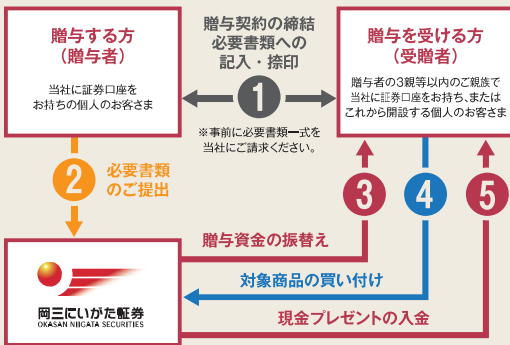 贈与する方
（贈与者）
当社に証券口座を
お持ちの個人のお客さま
贈与契約の締結
必要書類への
記入・捺印
1
※事前に必要書類一式を
当社にご請求ください。
贈与を受ける方
（受贈者）
贈与者の3親等以内のご親族で
当社に証券口座をお持ち、または
これから開設する個人のお客さま
2
必要書類
のご提出
3
4
5
贈与資金の振替え
対象商品の買い付け
現金プレゼントの入金
岡三にいがた証券
OKASAN NIIGATA SECURITIES